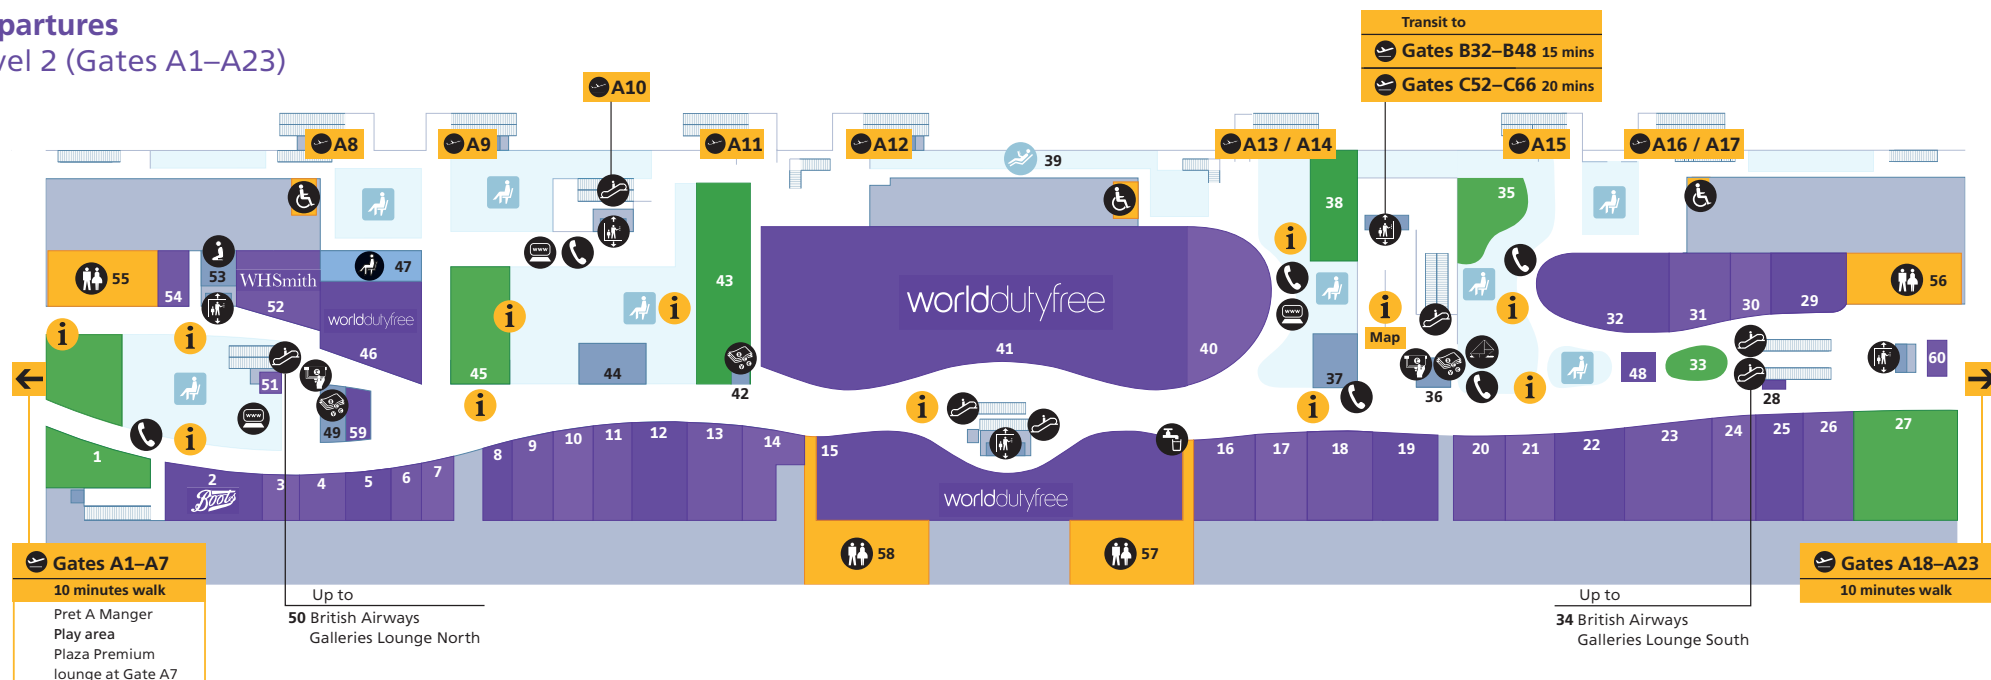 partures
vel 2 (Gates A1–A23)
Transit to
Gates B32–B48 15 mins
Gates C52–C66 20 mins
A10
A8
A9
A11
A12
A13 / A14
A15
A16 / A17
39
38
35
55
54
53
WHSmith
52
47
worlddutyfree
46
45
44
43
42
worlddutyfree
41
40
37
Map
36
32
31
30
29
56
48
33
28
60
51
49
59
www
www
www
1
2
Boots
3
4
5
6
7
8
9
10
11
12
13
14
15
worlddutyfree
16
17
18
19
20
21
22
23
24
25
26
27
58
57
Gates A1–A7
10 minutes walk
Pret A Manger
Play area
Plaza Premium
lounge at Gate A7
Up to
50 British Airways
Galleries Lounge North
Up to
34 British Airways
Galleries Lounge South
Gates A18–A23
10 minutes walk